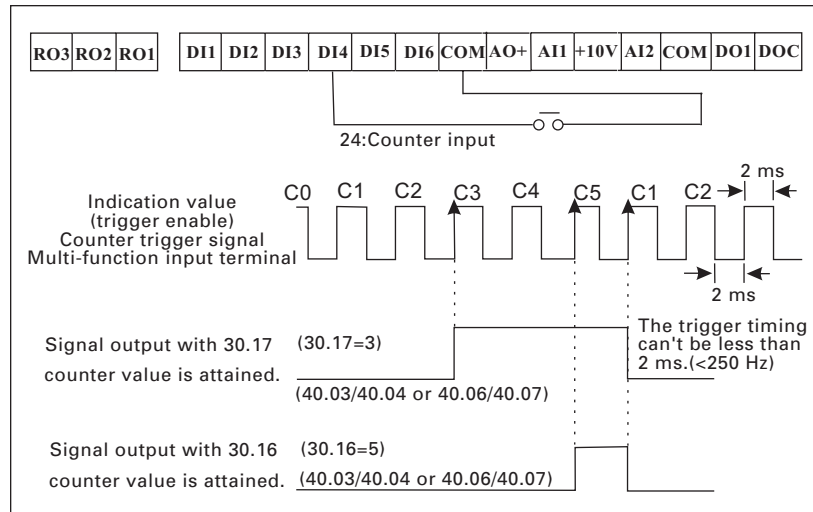 RO3 RO2 RO1 DI1 DI2 DI3 DI4 DI5 DI6 COM AO+ AI1 +10V AI2 COM DO1 DOC
24:Counter input
2 ms
C0 C1 C2 C3 C4 C5 C1 C2
Indication value
(trigger enable)
Counter trigger signal
Multi-function input terminal
2 ms
The trigger timing
can't be less than
2 ms.(<250 Hz)
Signal output with 30.17 (30.17=3)
counter value is attained.
(40.03/40.04 or 40.06/40.07)
Signal output with 30.16 (30.16=5)
counter value is attained. (40.03/40.04 or 40.06/40.07)